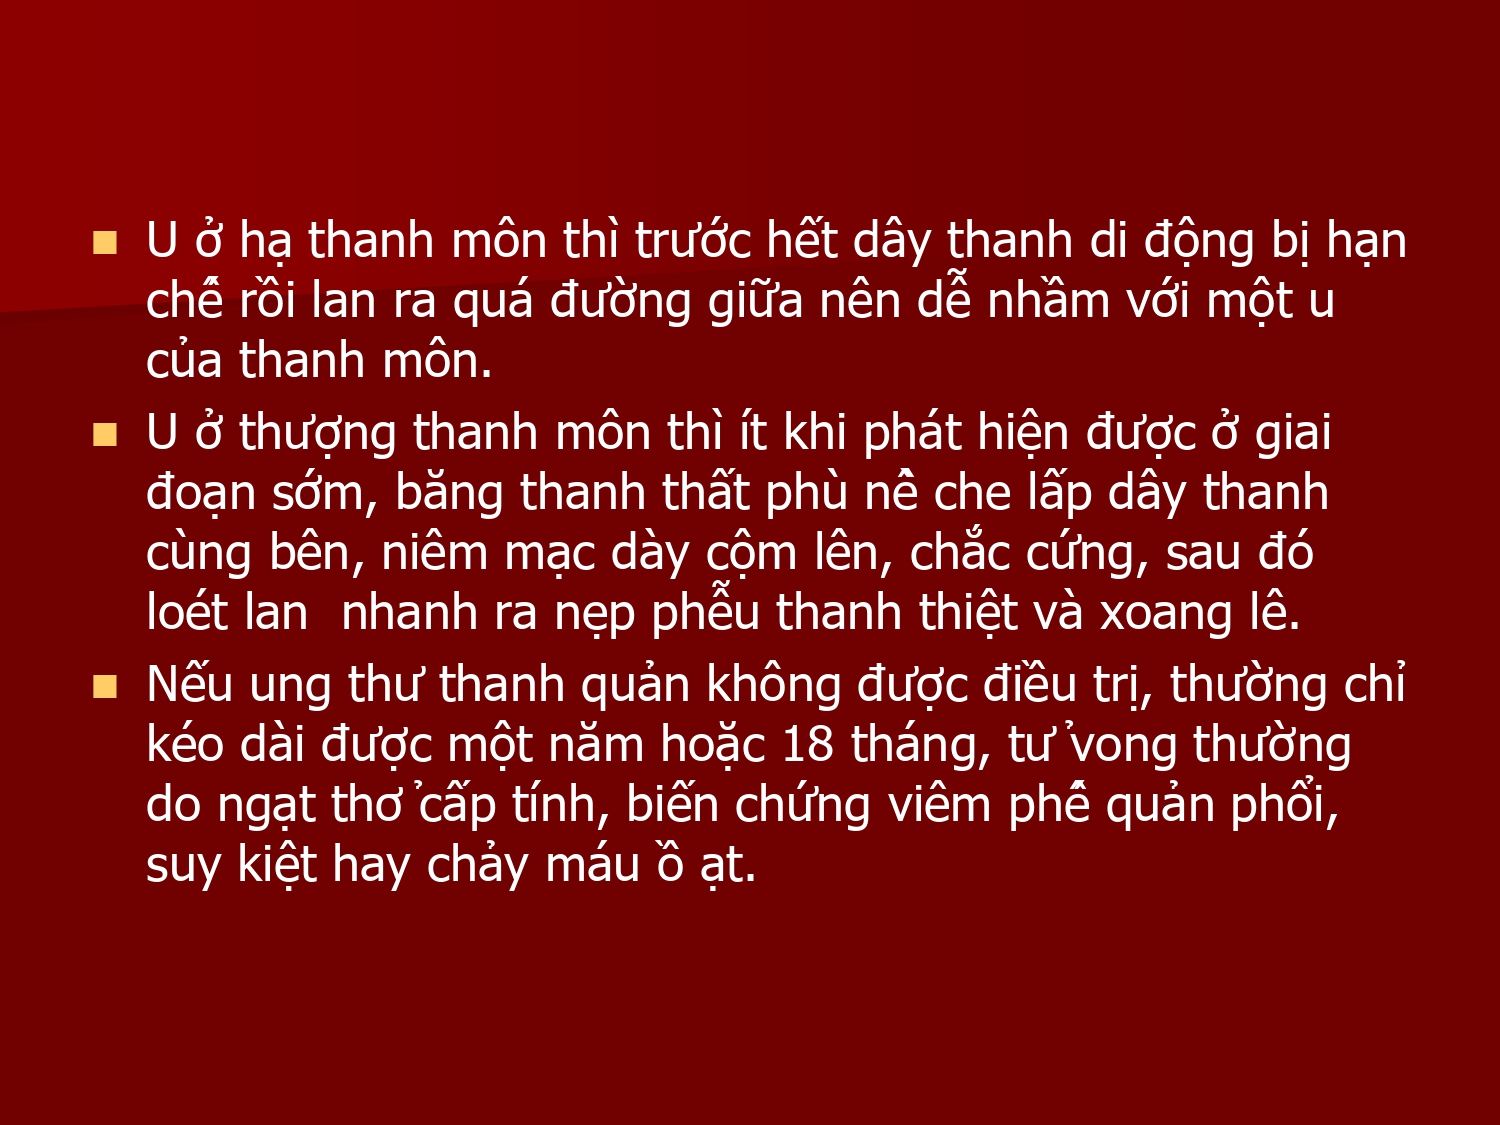 U ở hạ thanh môn thì trước hết dây thanh di động bị hạn
chế rồi lan ra quá đường giữa nên dễ nhầm với một u
của thanh môn.
U ở thượng thanh môn thì ít khi phát hiện được ở giai
đoạn sớm, băng thanh thất phù nề che lấp dây thanh
cùng bên, niêm mạc dày cộm lên, chắc cứng, sau đó
loét lan nhanh ra nẹp phễu thanh thiệt và xoang lê.
Nếu ung thư thanh quản không được điều trị, thường chỉ
kéo dài được một năm hoặc 18 tháng, tử vong thường
do ngạt thở cấp tính, biến chứng viêm phế quản phổi,
suy kiệt hay chảy máu ồ ạt.